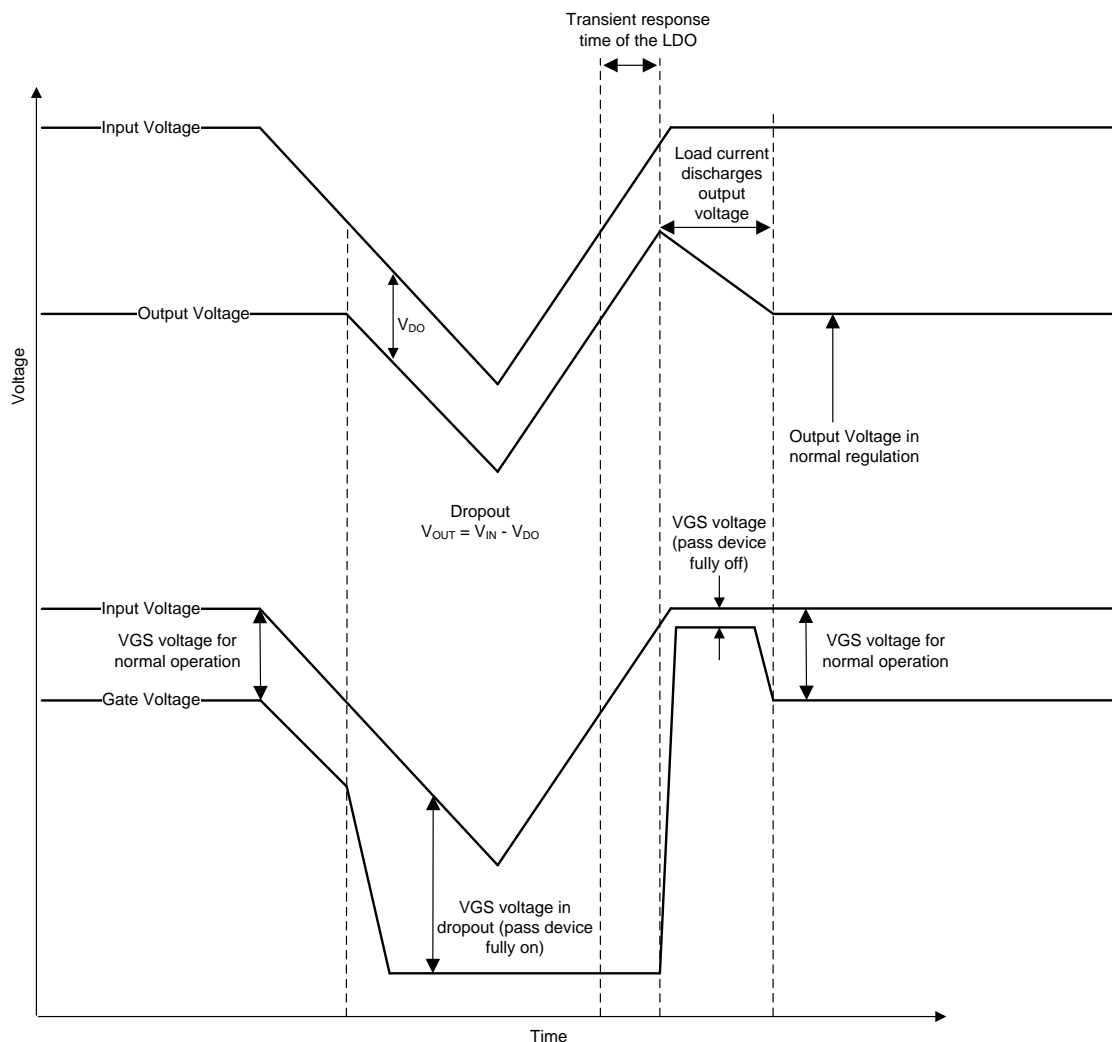 Transient response
time of the LDO
Input Voltage
Load current
discharges
output
voltage
Output Voltage
VDO
Voltage
Output Voltage in
normal regulation
Dropout
VOUT = VIN - VDO
VGS voltage
(pass device
fully off)
Input Voltage
VGS voltage for
normal operation
VGS voltage for
normal operation
Gate Voltage
VGS voltage in
dropout (pass device
fully on)
Time